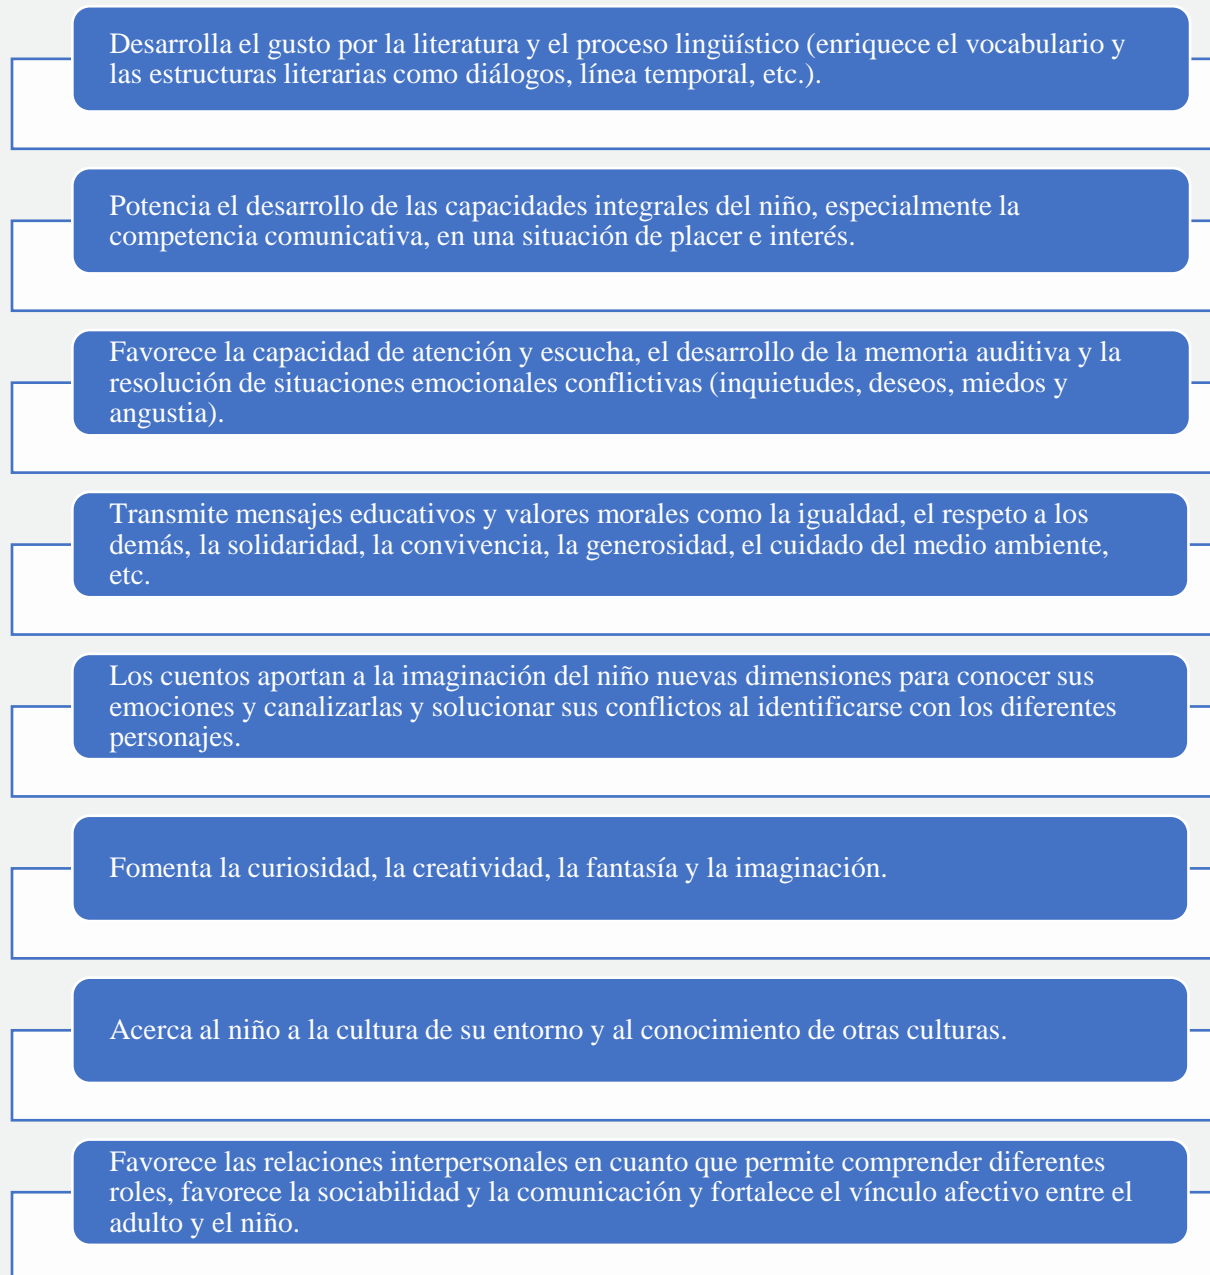 Desarrolla el gusto por la literatura y el proceso lingüístico (enriquece el vocabulario y
las estructuras literarias como diálogos, línea temporal, etc.).
Potencia el desarrollo de las capacidades integrales del niño, especialmente la
competencia comunicativa, en una situación de placer e interés.
Favorece la capacidad de atención y escucha, el desarrollo de la memoria auditiva y la
resolución de situaciones emocionales conflictivas (inquietudes, deseos, miedos y
angustia).
Transmite mensajes educativos y valores morales como la igualdad, el respeto a los
demás, la solidaridad, la convivencia, la generosidad, el cuidado del medio ambiente,
etc.
Los cuentos aportan a la imaginación del niño nuevas dimensiones para conocer sus
emociones y canalizarlas y solucionar sus conflictos al identificarse con los diferentes
personajes.
Fomenta la curiosidad, la creatividad, la fantasía y la imaginación.
Acerca al niño a la cultura de su entorno y al conocimiento de otras culturas.
Favorece las relaciones interpersonales en cuanto que permite comprender diferentes
roles, favorece la sociabilidad y la comunicación y fortalece el vínculo afectivo entre el
adulto y el niño.